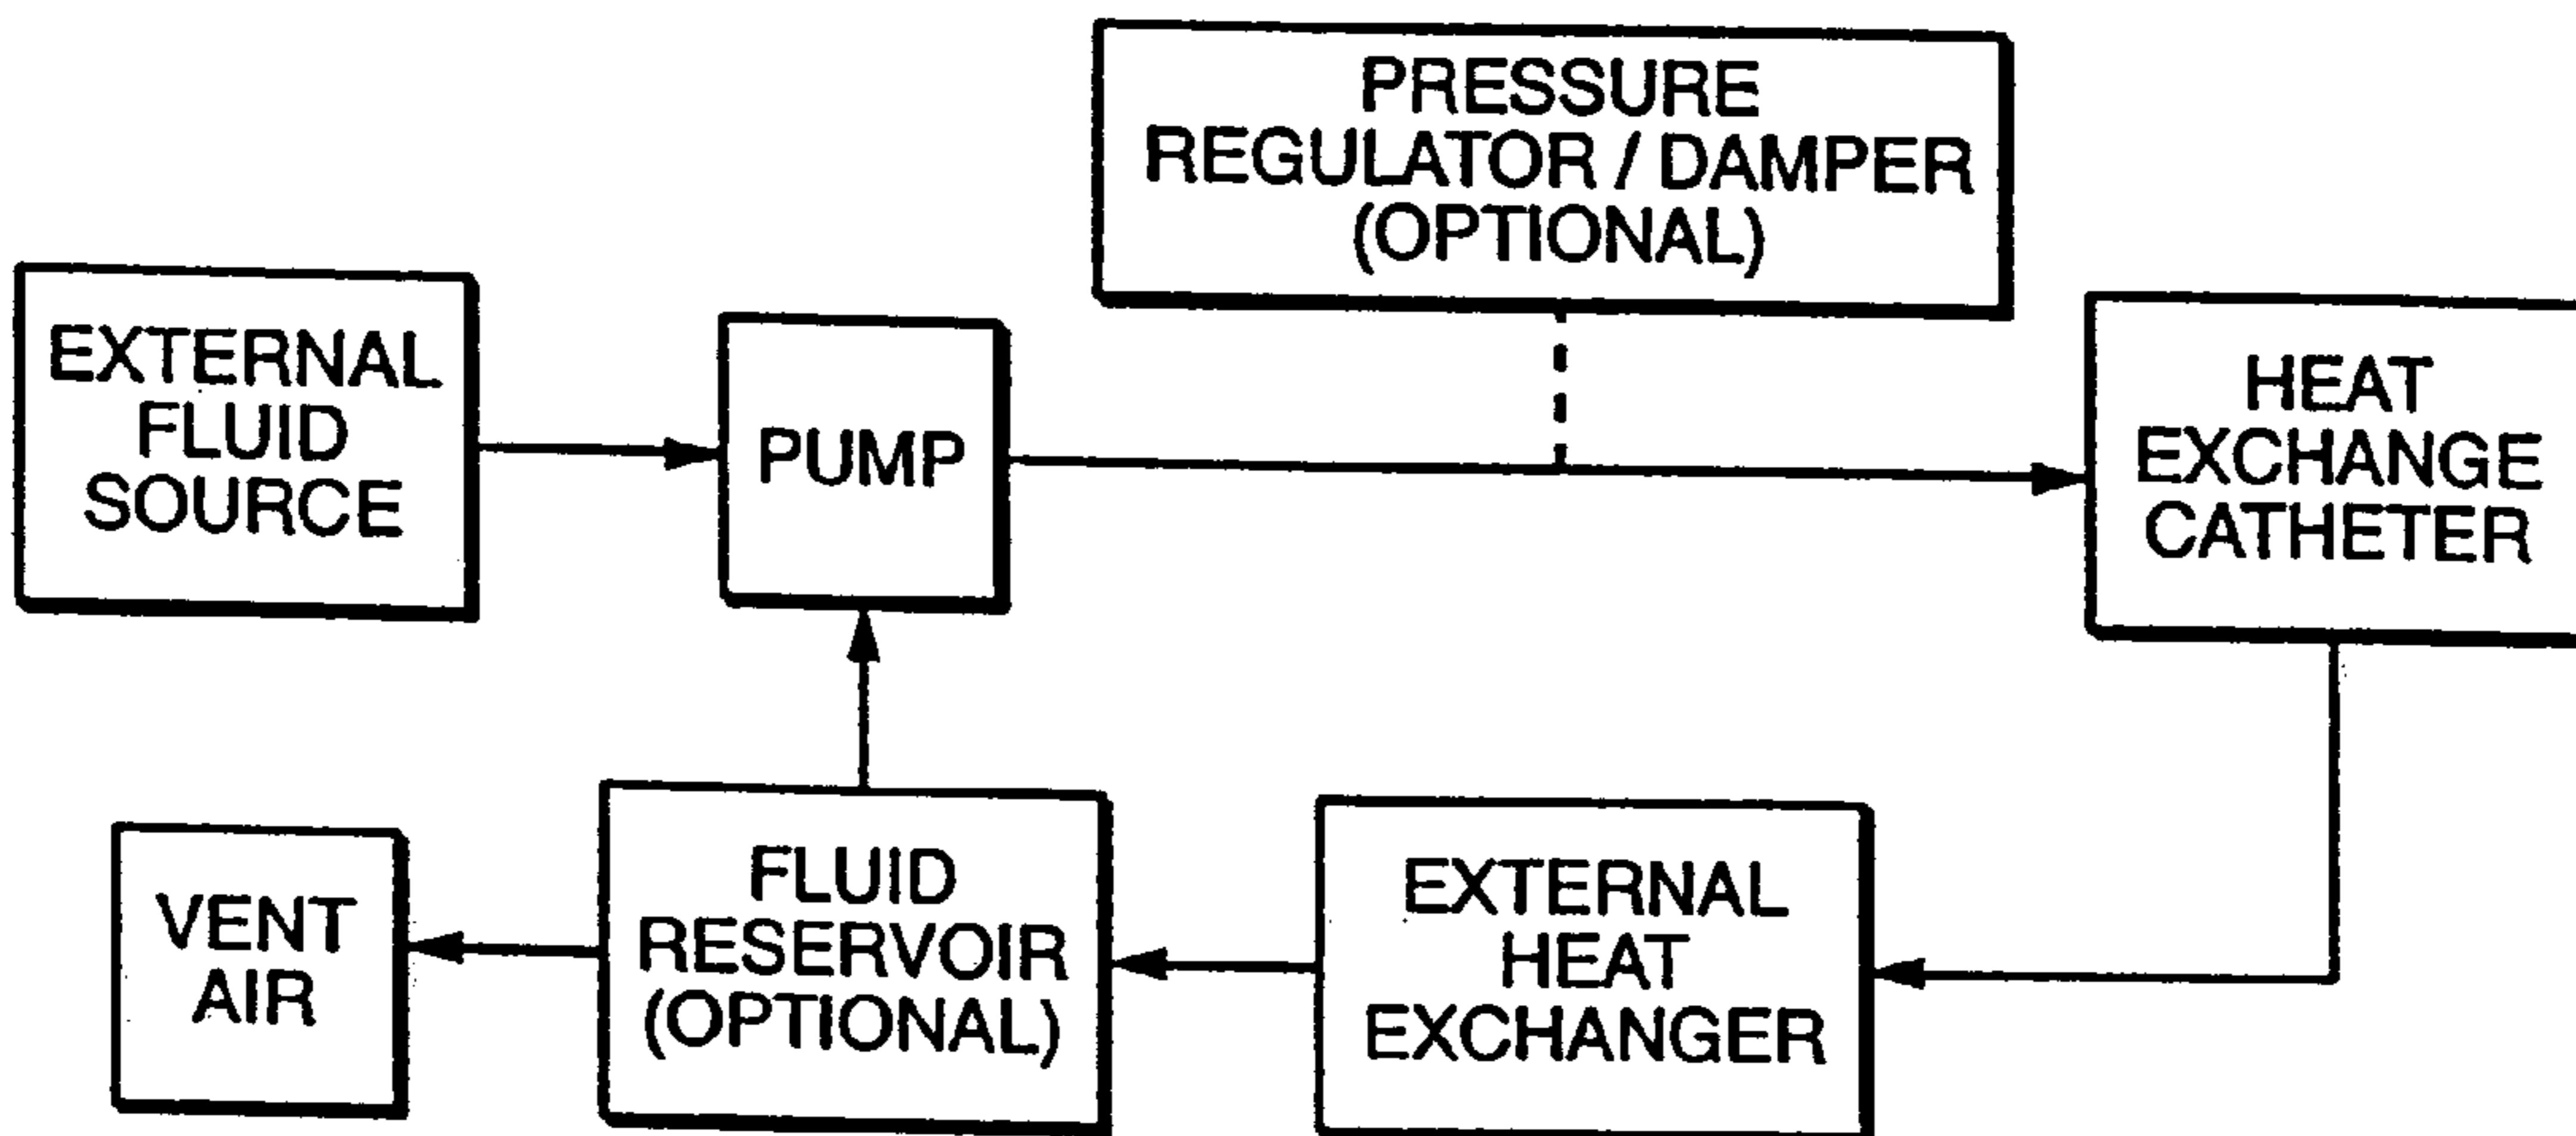 PRESSURE
REGULATOR / DAMPER
(OPTIONAL)
EXTERNAL
FLUID
SOURCE
PUMP
HEAT
EXCHANGE
CATHETER
VENT
AIR
FLUID
RESERVOIR
(OPTIONAL)
EXTERNAL
HEAT
EXCHANGER